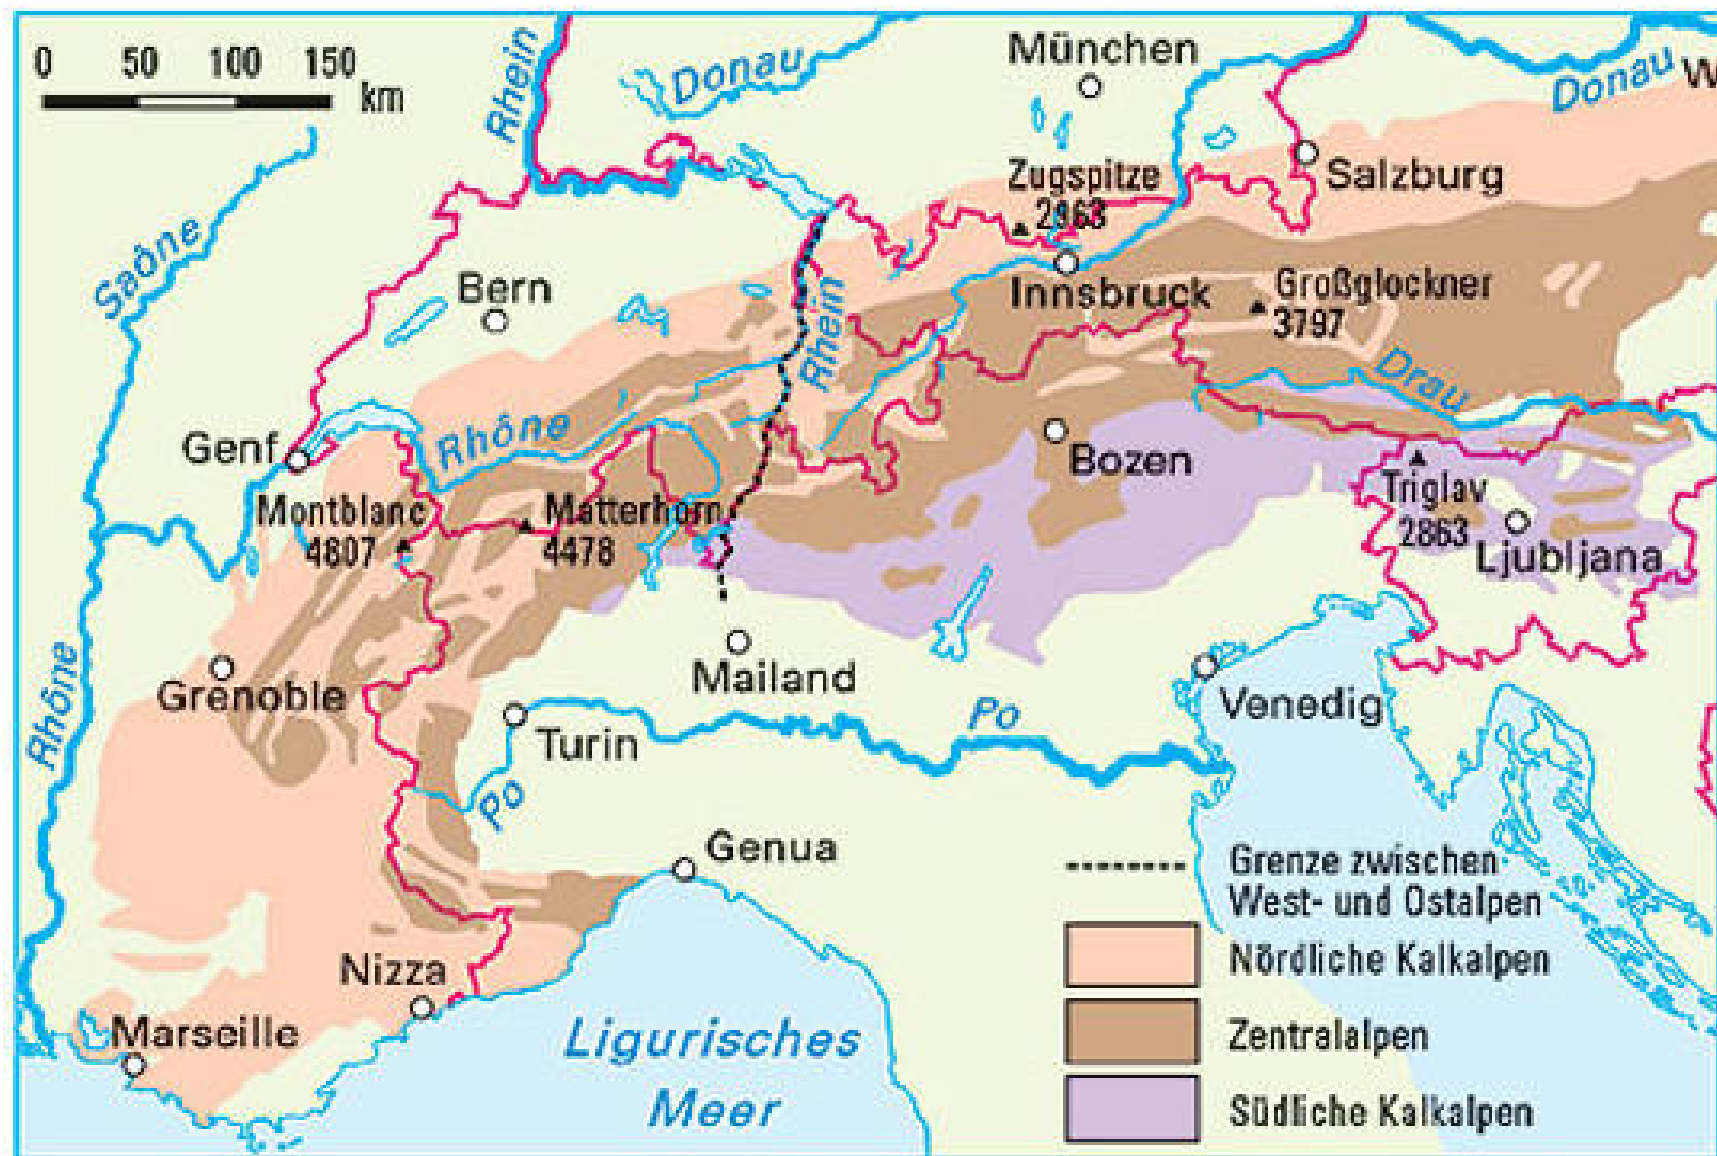 0 50 100 150
km
Rhein
Donau
München
Donau
W
Zugspitze
2963
Salzburg
Saône
Bern
Rhein
Innsbruck
Großglockner
3797
Drau
Genf
Rhône
Bozen
Montblanc
4807
Matterhorn
4478
Triglav
2863
Ljubljana
Rhône
Grenoble
Mailand
Venedig
Turin
Po
Po
Genua
Nizza
Marseille
Ligurisches
Meer
Grenze zwischen
West- und Ostalpen
Nördliche Kalkalpen
Zentralalpen
Südliche Kalkalpen